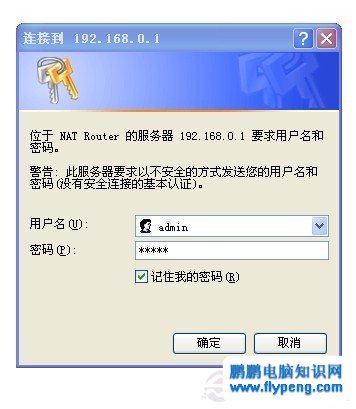 连接到 192.168.0.1
位于 NAT Router 的服务器 192.168.0.1 要求用户名和
密码。
警告: 此服务器要求以不安全的方式发送您的用户名和
密码(没有安全连接的基本认证)。
用户名(U):
admin
密码(P):
*****
记住我的密码(R)
确定
取消
鹏鹏电脑知识网
www.flypeng.com